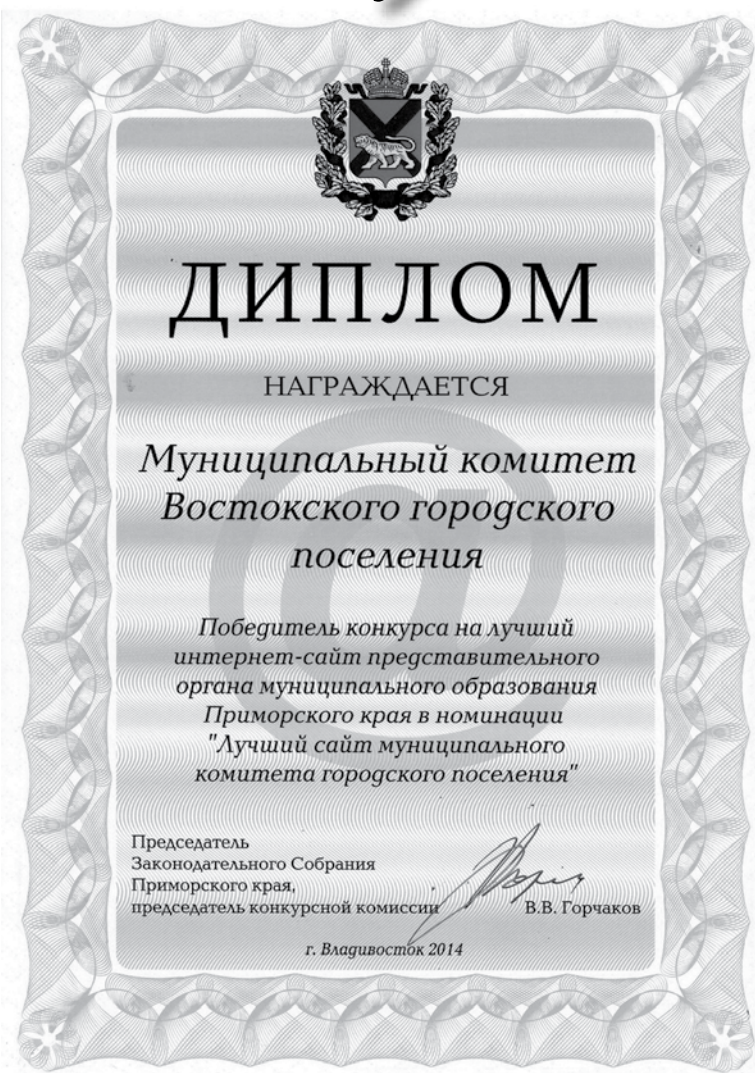 ДИПЛОМ
НАГРАЖДАЕТСЯ
Муниципальный комитет
Востокского городского
поселения
Победитель конкурса на лучший
интернет-сайт представительного
органа муниципального образования
Приморского края в номинации
"Лучший сайт муниципального
комитета городского поселения"
Председатель
Законодательного Собрания
Приморского края,
председатель конкурсной комиссии В.В. Горчаков
г. Владивосток 2014